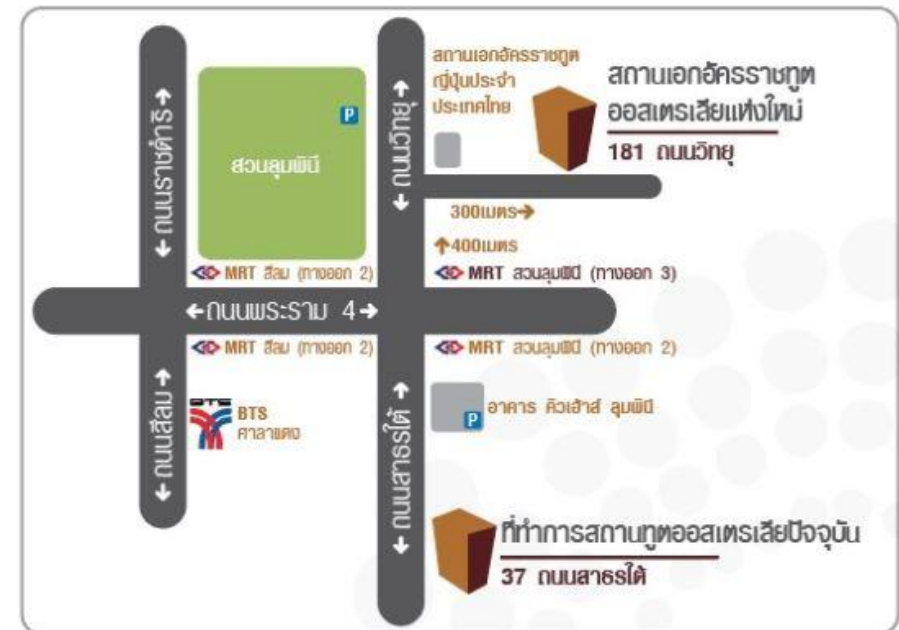 สถานเอกอัครราชทูต
ญี่ปุ่นประจำ
ประเทศไทย
สถานเอกอัครราชทูต
ออสเตรเลียแห่งใหม่
181 ถนนวิทยุ
P
สวนลุมพินี
←ถนนราชดำริ→
←ถนนวิทยุ→
300เมตร→
↑400เมตร
MRT สีลม (ทางออก 2)
MRT สวนลุมพินี (ทางออก 3)
←ถนนพระราม 4→
MRT สีลม (ทางออก 2)
MRT สวนลุมพินี (ทางออก 2)
←ถนนสีลม→
BTS
BTS
ศาลาแดง
←ถนนสาธรใต้→
P
อาคาร คิวเฮ้าส์ ลุมพินี
ที่ทำการสถานทูตออสเตรเลียปัจจุบัน
37 ถนนสาธรใต้